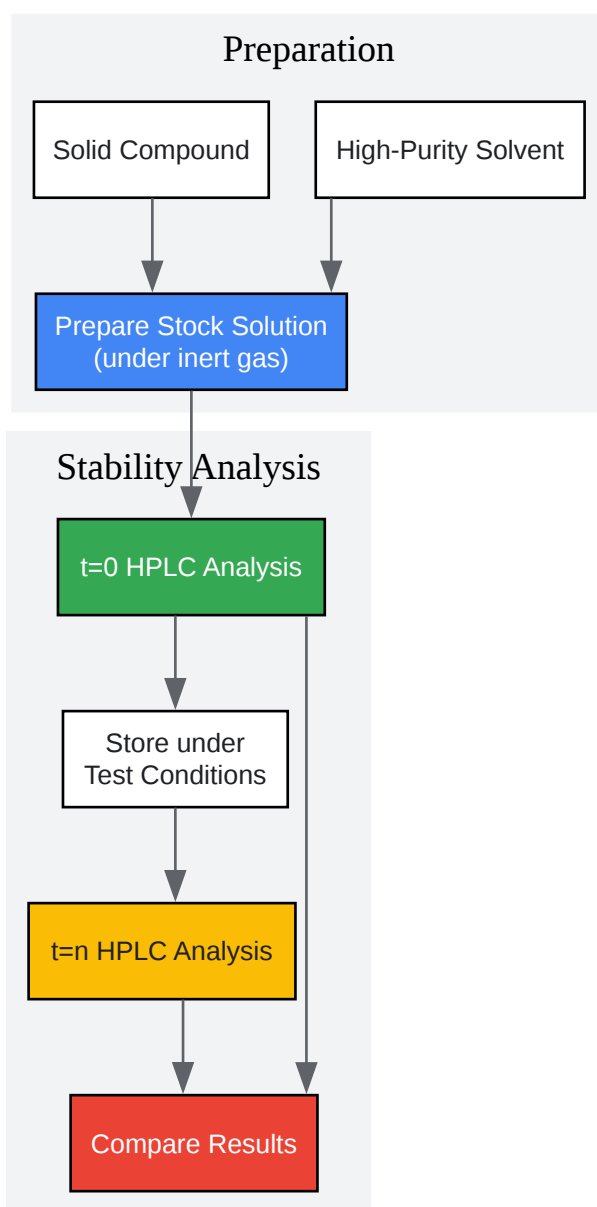 Preparation
Solid Compound
High-Purity Solvent
Prepare Stock Solution
(under inert gas)
Stability Analysis
t=0 HPLC Analysis
Store under
Test Conditions
t=n HPLC Analysis
Compare Results